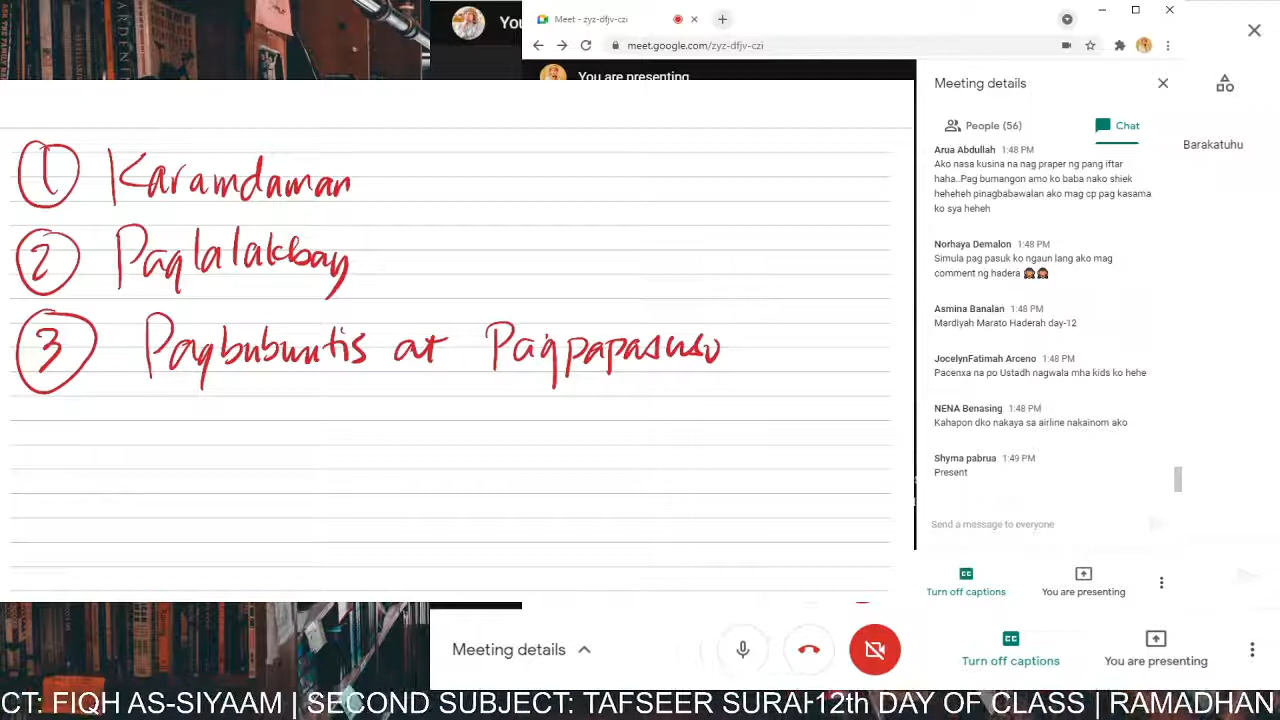 You
Meet - zyz-dfjv-czi
meet.google.com/zyz-dfjv-czi
You are presenting
Meeting details
People (56)
Chat
Barakatuhu
① Karamdaman
② Paglalakbay
③ Pagbubuntis at Pagpapasuso
Arua Abdullah 1:48 PM
Ako nasa kusina na nag praper ng pang iftar
haha..Pag bumangon amo ko baba nako shiek
heheheh pinagbabawalan ako mag cp pag kasama
ko sya heheh
Norhaya Demalon 1:48 PM
Simula pag pasuk ko ngaun lang ako mag
comment ng hadera
Asmina Banalan 1:48 PM
Mardiyah Marato Haderah day-12
JocelynFatimah Arceno 1:48 PM
Pacenxa na po Ustadh nagwala mha kids ko hehe
NENA Benasing 1:48 PM
Kahapon dko nakaya sa airline nakainom ako
Shyma pabrua 1:49 PM
Present
Send a message to everyone
Turn off captions
You are presenting
Meeting details
Turn off captions
You are presenting
CT: FIQH AS-SIYAAM | SECOND SUBJECT: TAFSEER SURAH 12th DAY OF CLASS | RAMADHAN